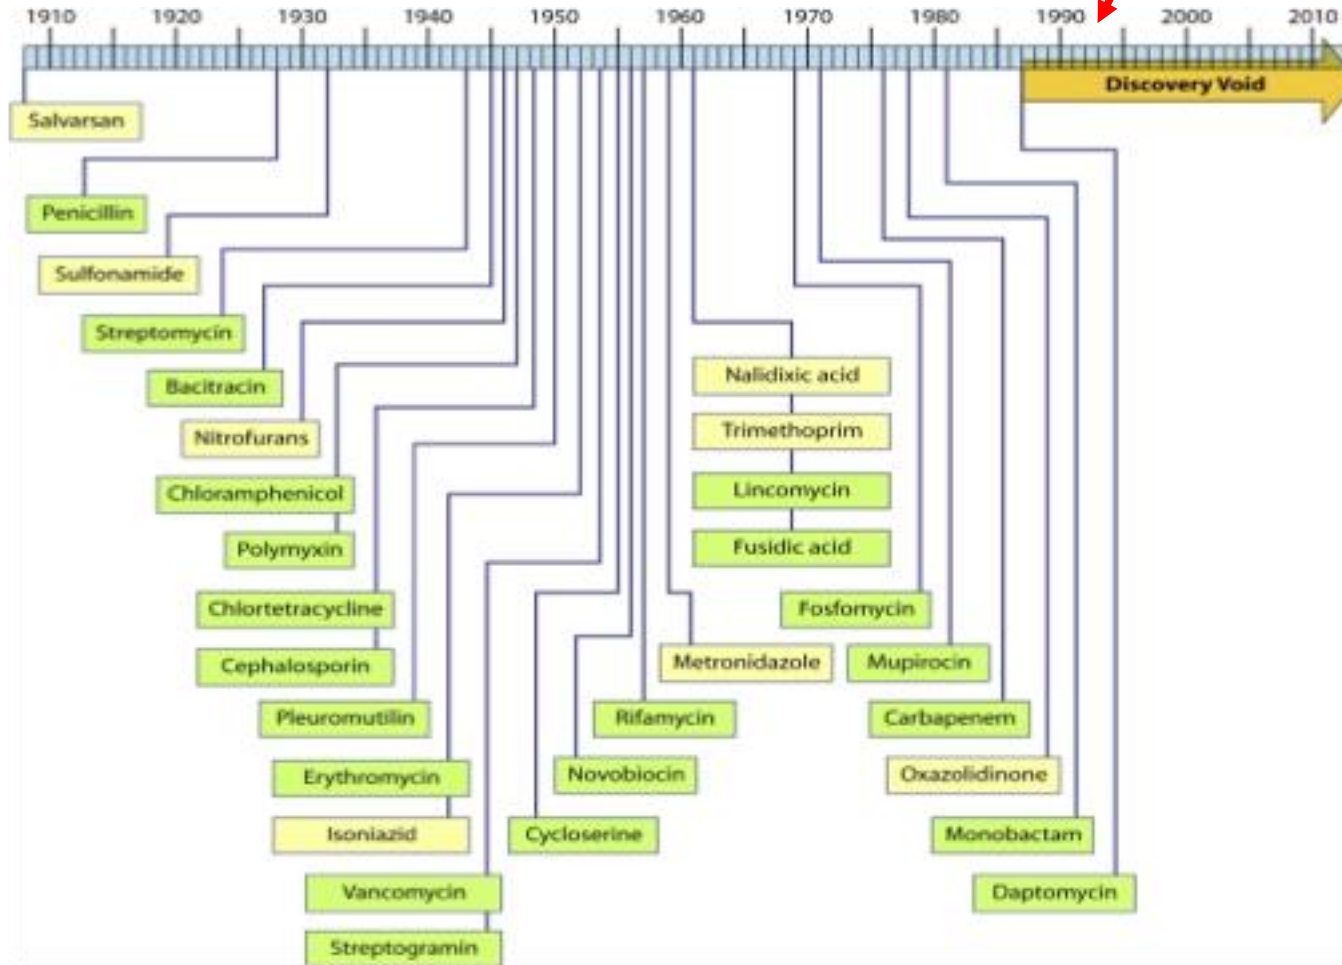 1910 1920 1930 1940 1950 1960 1970 1980 1990 2000 2010
Discovery Void
Salvarsan
Penicillin
Sulfonamide
Streptomycin
Bacitracin
Nitrofurans
Chloramphenicol
Polymyxin
Chlortetracycline
Cephalosporin
Pleuromutilin
Erythromycin
Isoniazid
Vancomycin
Streptogramin
Cycloserine
Novobiocin
Rifamycin
Metronidazole
Nalidixic acid
Trimethoprim
Lincomycin
Fusidic acid
Fosfomycin
Mupirocin
Carbapenem
Oxazolidinone
Monobactam
Daptomycin